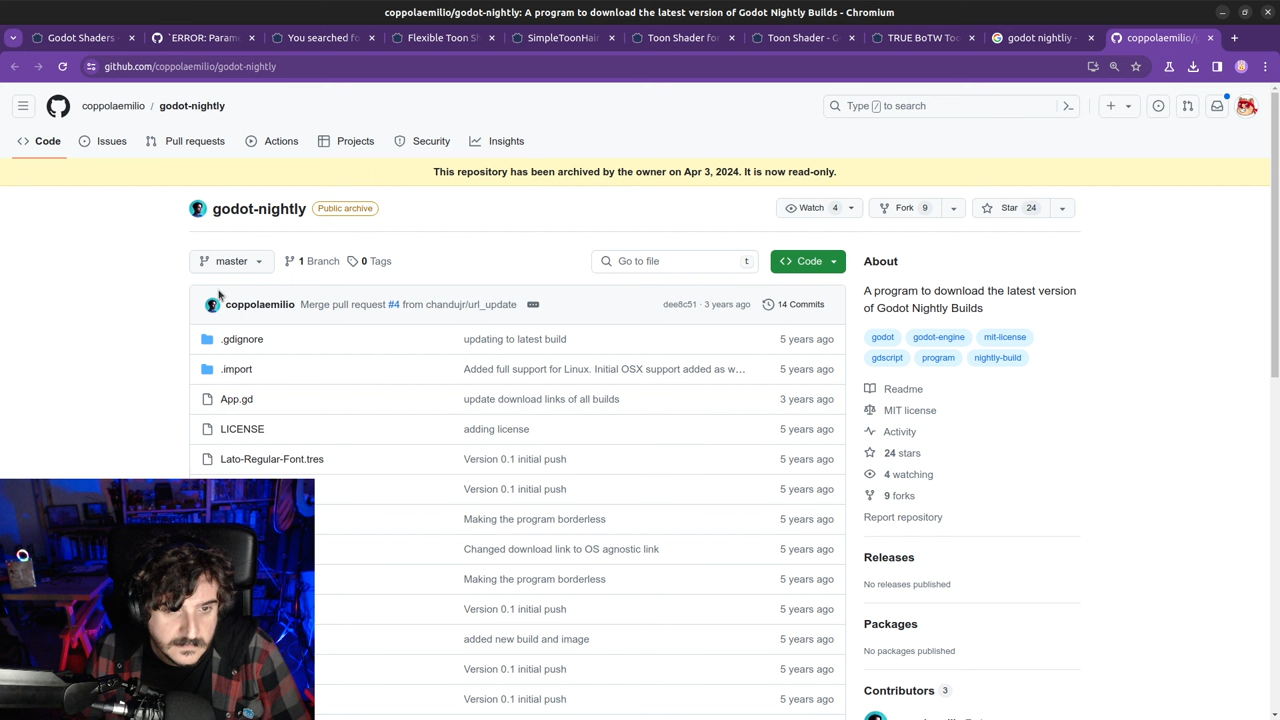 coppolaemilio/godot-nightly: A program to download the latest version of Godot Nightly Builds - Chromium
Godot Shaders -
`ERROR: Param
You searched fo
Flexible Toon Sh
SimpleToonHai
Toon Shader for
Toon Shader - G
TRUE BoTW Too
godot nightliy -
coppolaemilio/g
github.com/coppolaemilio/godot-nightly
coppolaemilio / godot-nightly
Type / to search
Code
Issues
Pull requests
Actions
Projects
Security
Insights
This repository has been archived by the owner on Apr 3, 2024. It is now read-only.
godot-nightly
Public archive
Watch 4
Fork 9
Star 24
master
1 Branch
0 Tags
Go to file
t
Code
About
A program to download the latest version
of Godot Nightly Builds
coppolaemilio Merge pull request #4 from chandujr/url_update
dee8c51 · 3 years ago
14 Commits
.gdignore updating to latest build 5 years ago
.import Added full support for Linux. Initial OSX support added as w… 5 years ago
App.gd update download links of all builds 3 years ago
LICENSE adding license 5 years ago
Lato-Regular-Font.tres Version 0.1 initial push 5 years ago
Version 0.1 initial push 5 years ago
Making the program borderless 5 years ago
Changed download link to OS agnostic link 5 years ago
Making the program borderless 5 years ago
Version 0.1 initial push 5 years ago
added new build and image 5 years ago
Version 0.1 initial push 5 years ago
Version 0.1 initial push 5 years ago
godot
godot-engine
mit-license
gdscript
program
nightly-build
Readme
MIT license
Activity
24 stars
4 watching
9 forks
Report repository
Releases
No releases published
Packages
No packages published
Contributors 3